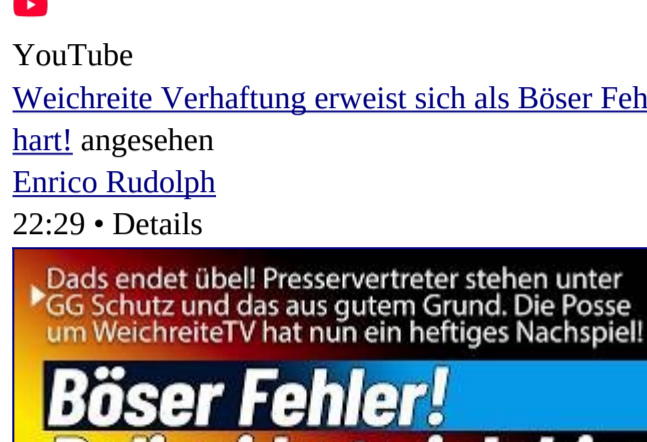 YouTube
Weichreite Verhaftung erweist sich als Böser Feh
hart! angesehen
Enrico Rudolph
22:29 • Details
Dads endet übel! Presservertreter stehen unter
GG Schutz und das aus gutem Grund. Die Posse
um WeichreiteTV hat nun ein heftiges Nachspiel!
Böser Fehler!